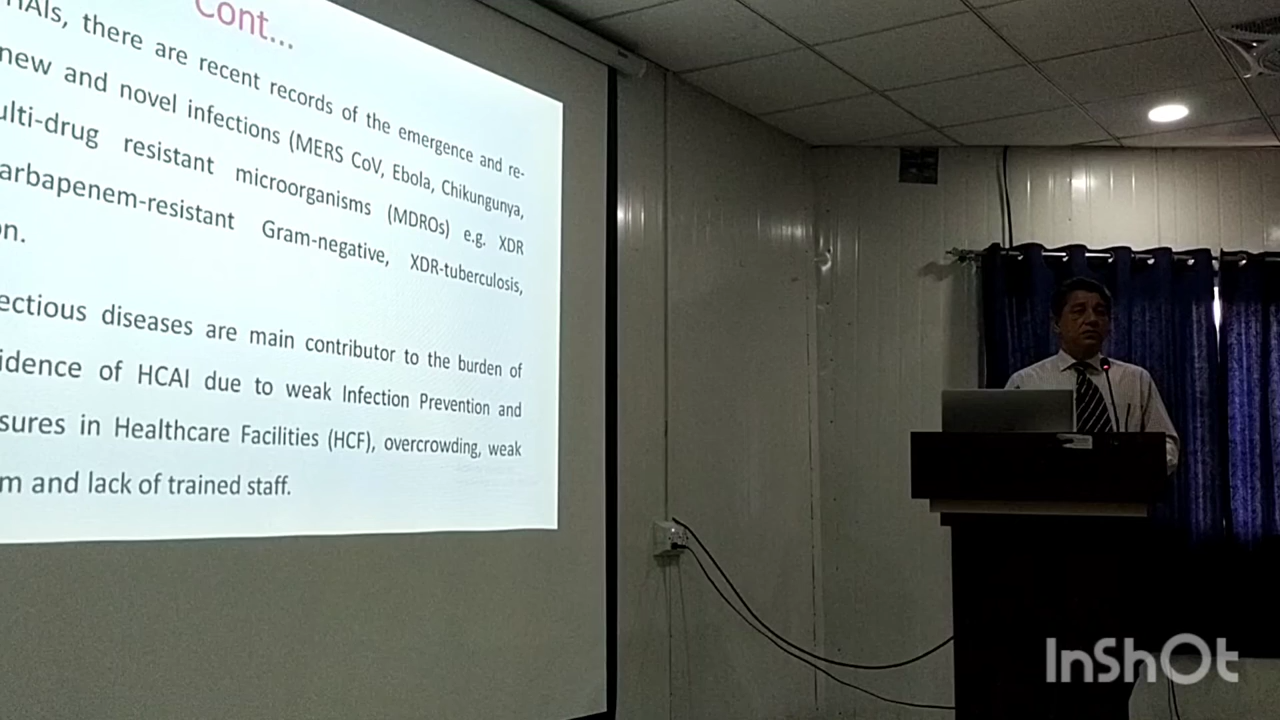 Cont...
HAIs, there are recent records of the emergence and re-
new and novel infections (MERS CoV, Ebola, Chikungunya,
ulti-drug resistant microorganisms (MDROs) e.g. XDR
arbapenem-resistant Gram-negative, XDR-tuberculosis,
on.
ectious diseases are main contributor to the burden of
idence of HCAI due to weak Infection Prevention and
sures in Healthcare Facilities (HCF), overcrowding, weak
m and lack of trained staff.
InShOt